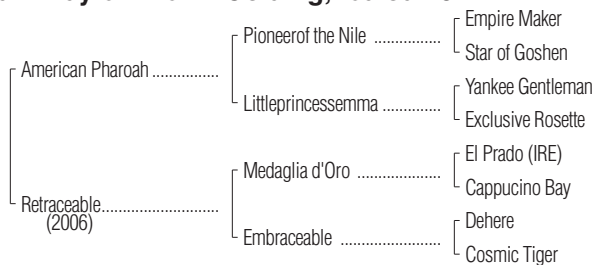 Empire Maker
Pioneerof the Nile ................
Star of Goshen
American Pharoah ................
Yankee Gentleman
Littleprincessemma ..............
Exclusive Rosette
El Prado (IRE)
Medaglia d'Oro ....................
Cappucino Bay
Retraceable............................
(2006)
Dehere
Embraceable ........................
Cosmic Tiger